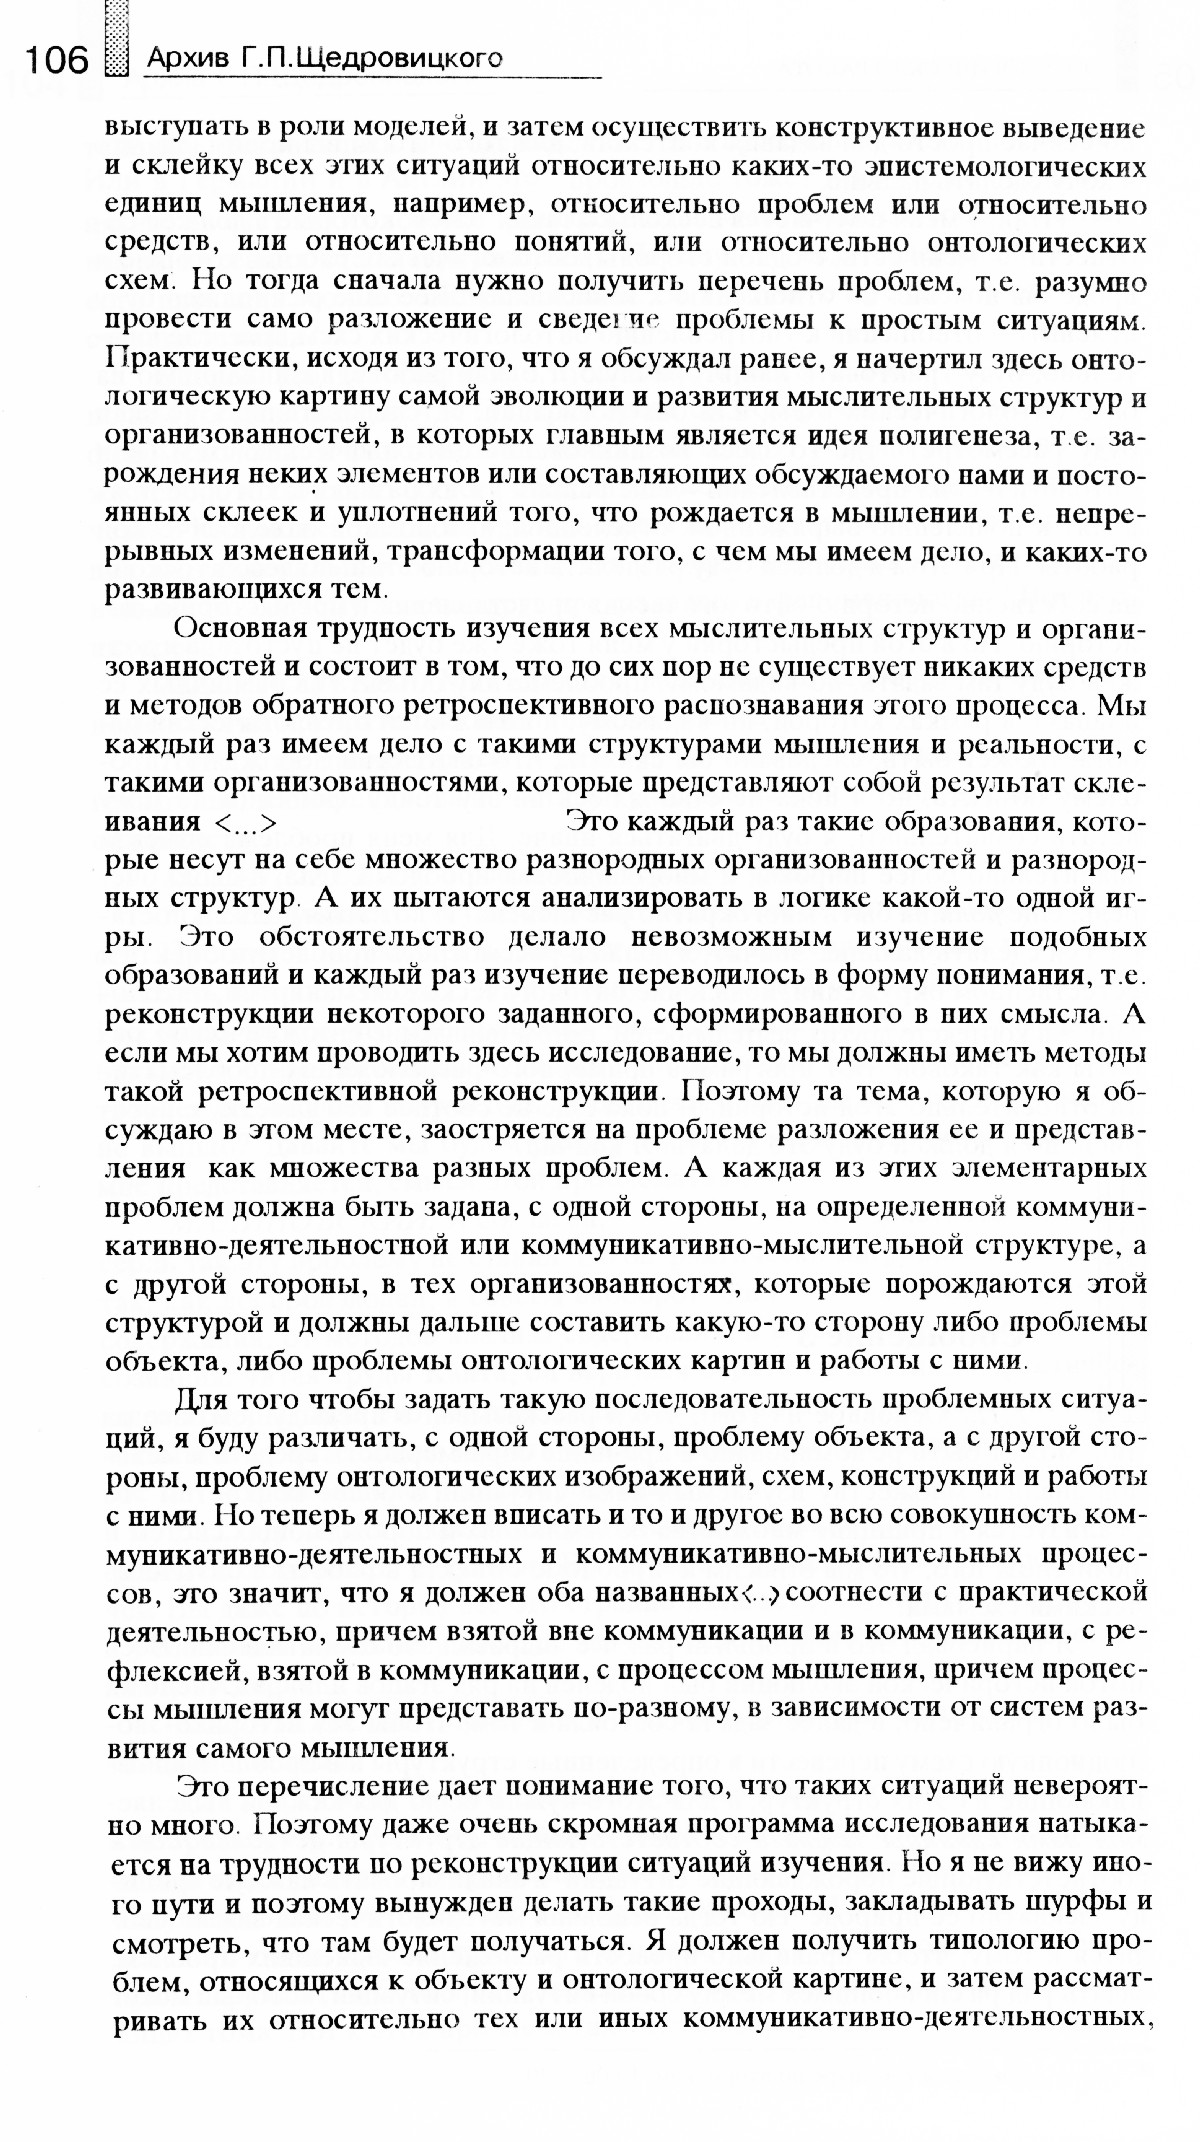 106 Архив Г.П.Щедровицкого
выступать в роли моделей, и затем осуществить конструктивное выведение
и склейку всех этих ситуаций относительно каких-то эпистемологических
единиц мышления, например, относительно проблем или относительно
средств, или относительно понятий, или относительно онтологических
схем. Но тогда сначала нужно получить перечень проблем, т.е. разумно
провести само разложение и сведение проблемы к простым ситуациям.
Практически, исходя из того, что я обсуждал ранее, я начертил здесь онто-
логическую картину самой эволюции и развития мыслительных структур и
организованностей, в которых главным является идея полигенеза, т.е. за-
рождения неких элементов или составляющих обсуждаемого нами и посто-
янных склеек и уплотнений того, что рождается в мышлении, т.е. непре-
рывных изменений, трансформации того, с чем мы имеем дело, и каких-то
развивающихся тем.
Основная трудность изучения всех мыслительных структур и органи-
зованностей и состоит в том, что до сих пор не существует никаких средств
и методов обратного ретроспективного распознавания этого процесса. Мы
каждый раз имеем дело с такими структурами мышления и реальности, с
такими организованностями, которые представляют собой результат скле-
ивания <...> Это каждый раз такие образования, кото-
рые несут на себе множество разнородных организованностей и разнород-
ных структур. А их пытаются анализировать в логике какой-то одной иг-
ры. Это обстоятельство делало невозможным изучение подобных
образований и каждый раз изучение переводилось в форму понимания, т.е.
реконструкции некоторого заданного, сформированного в них смысла. А
если мы хотим проводить здесь исследование, то мы должны иметь методы
такой ретроспективной реконструкции. Поэтому та тема, которую я об-
суждаю в этом месте, заостряется на проблеме разложения ее и представ-
ления как множества разных проблем. А каждая из этих элементарных
проблем должна быть задана, с одной стороны, на определенной коммуни-
кативно-деятельностной или коммуникативно-мыслительной структуре, а
с другой стороны, в тех организованностях, которые порождаются этой
структурой и должны дальше составить какую-то сторону либо проблемы
объекта, либо проблемы онтологических картин и работы с ними.
Для того чтобы задать такую последовательность проблемных ситуа-
ций, я буду различать, с одной стороны, проблему объекта, а с другой сто-
роны, проблему онтологических изображений, схем, конструкций и работы
с ними. Но теперь я должен вписать и то и другое во всю совокупность ком-
муникативно-деятельностных и коммуникативно-мыслительных процес-
сов, это значит, что я должен оба названных<...>соотнести с практической
деятельностью, причем взятой вне коммуникации и в коммуникации, с ре-
флексией, взятой в коммуникации, с процессом мышления, причем процес-
сы мышления могут представать по-разному, в зависимости от систем раз-
вития самого мышления.
Это перечисление дает понимание того, что таких ситуаций невероят-
но много. Поэтому даже очень скромная программа исследования натыка-
ется на трудности по реконструкции ситуаций изучения. Но я не вижу ино-
го пути и поэтому вынужден делать такие проходы, закладывать шурфы и
смотреть, что там будет получаться. Я должен получить типологию про-
блем, относящихся к объекту и онтологической картине, и затем рассмат-
ривать их относительно тех или иных коммуникативно-деятельностных,